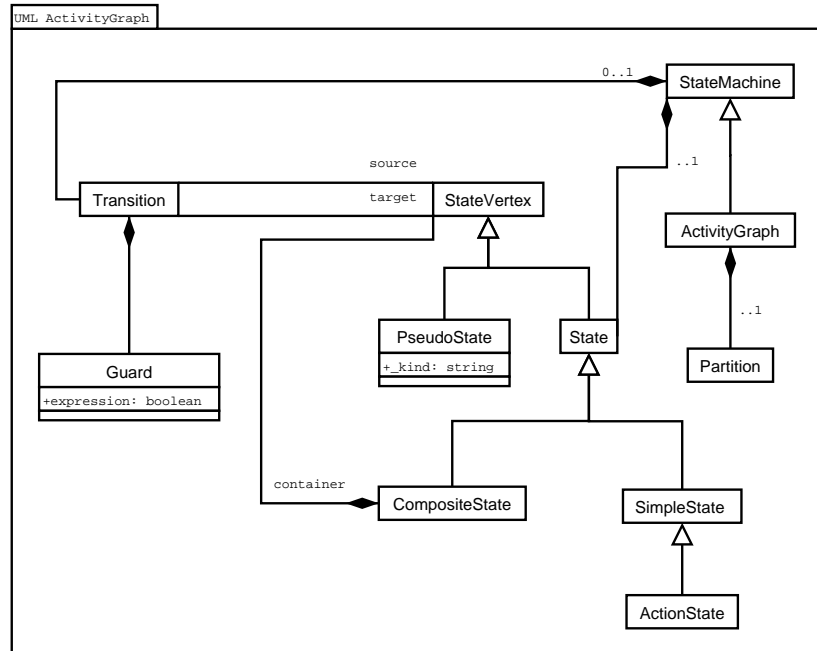 UML ActivityGraph
0..1
StateMachine
..1
source
Transition
target
StateVertex
ActivityGraph
..1
PseudoState
State
+_kind: string
Partition
Guard
+expression: boolean
container
CompositeState
SimpleState
ActionState